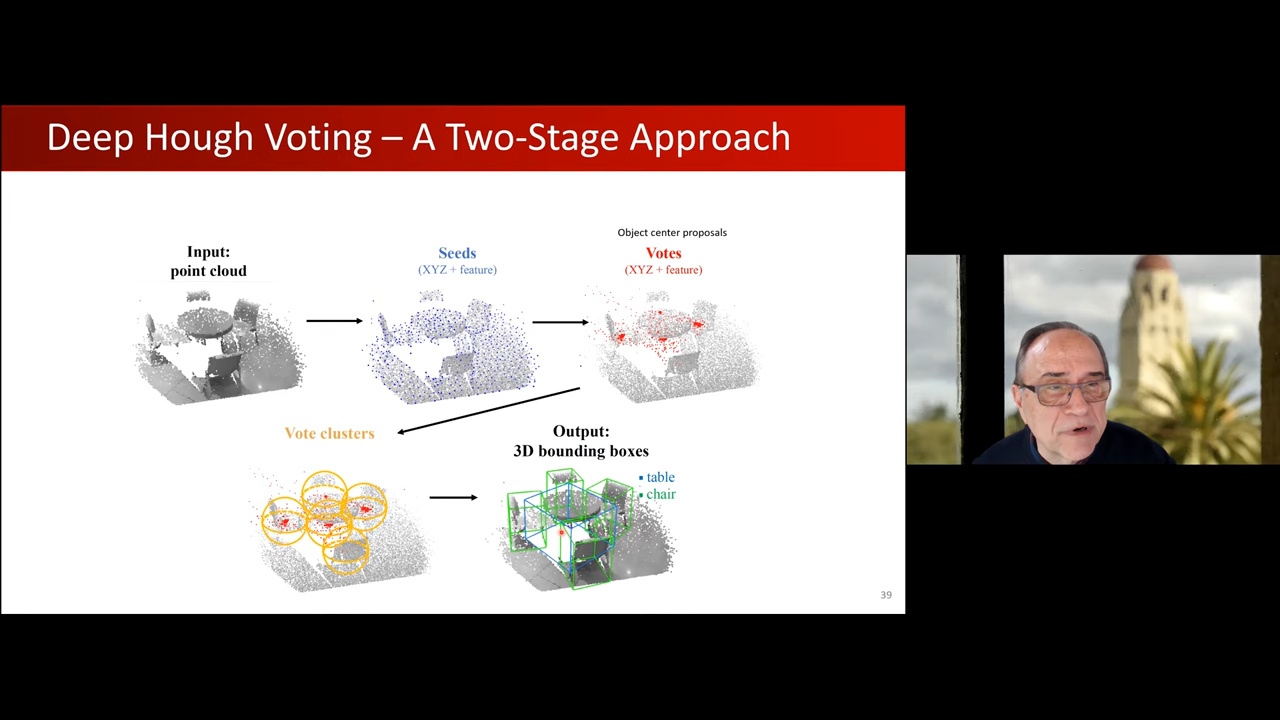 Deep Hough Voting – A Two-Stage Approach
Input:
point cloud
Seeds
(XYZ + feature)
Object center proposals
Votes
(XYZ + feature)
Vote clusters
Output:
3D bounding boxes
table
chair
39